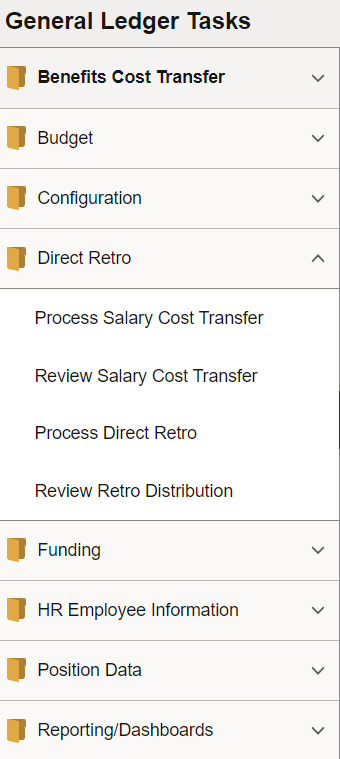 General Ledger Tasks
Benefits Cost Transfer
Budget
Configuration
Direct Retro
Process Salary Cost Transfer
Review Salary Cost Transfer
Process Direct Retro
Review Retro Distribution
Funding
HR Employee Information
Position Data
Reporting/Dashboards